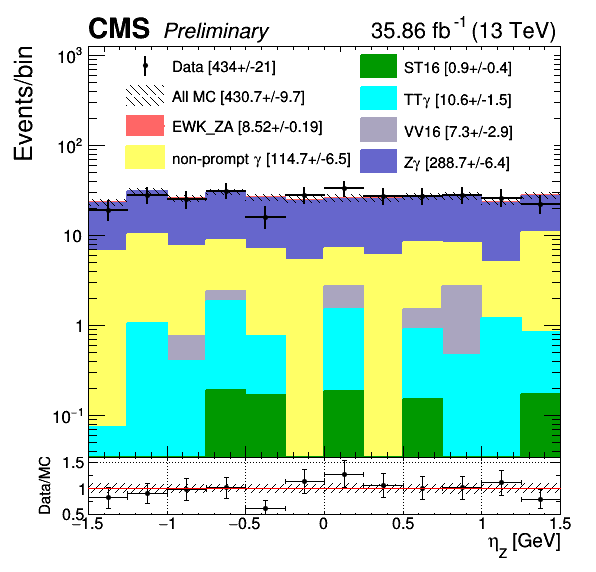 CMS Preliminary 35.86 fb⁻¹ (13 TeV)
Events/bin
Data [434+/-21]
All MC [430.7+/-9.7]
EWK_ZA [8.52+/-0.19]
non-prompt γ [114.7+/-6.5]
ST16 [0.9+/-0.4]
TTγ [10.6+/-1.5]
VV16 [7.3+/-2.9]
Zγ [288.7+/-6.4]
10³
10²
10
1
10⁻¹
Data/MC
1.5
1
0.5
−1.5 −1 −0.5 0 0.5 1 1.5
η_Z [GeV]